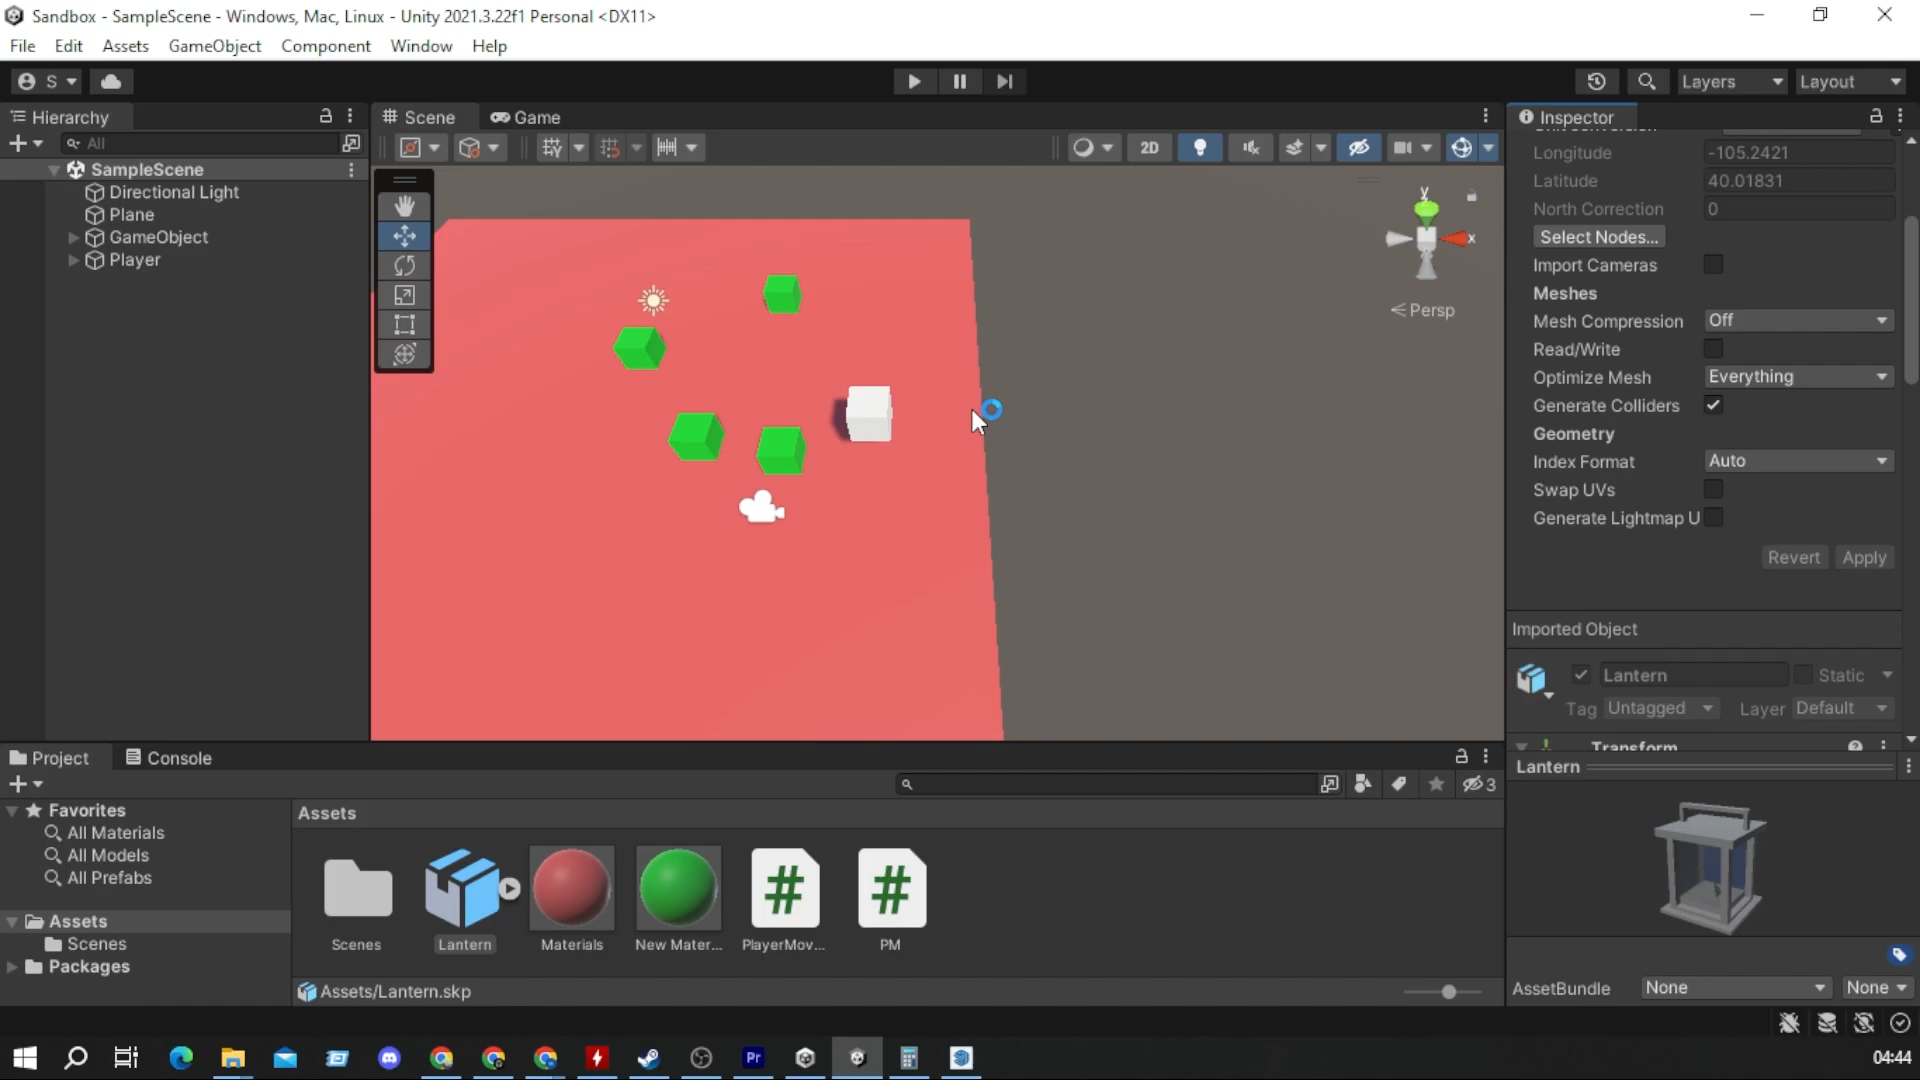 Sandbox - SampleScene - Windows, Mac, Linux - Unity 2021.3.22f1 Personal <DX11>
File Edit Assets GameObject Component Window Help
S
Layers
Layout
Hierarchy
All
SampleScene
Directional Light
Plane
GameObject
Player
Scene
Game
2D
y
x
Persp
Inspector
Longitude
-105.2421
Latitude
40.01831
North Correction
0
Select Nodes...
Import Cameras
Meshes
Mesh Compression
Off
Read/Write
Optimize Mesh
Everything
Generate Colliders
Geometry
Index Format
Auto
Swap UVs
Generate Lightmap U
Revert
Apply
Imported Object
Lantern
Static
Tag
Untagged
Layer
Default
Transform
Lantern
AssetBundle
None
None
Project
Console
3
Favorites
All Materials
All Models
All Prefabs
Assets
Scenes
Packages
Assets
#
#
Scenes
Lantern
Materials
New Mater...
PlayerMov...
PM
Assets/Lantern.skp
Pr
04:44